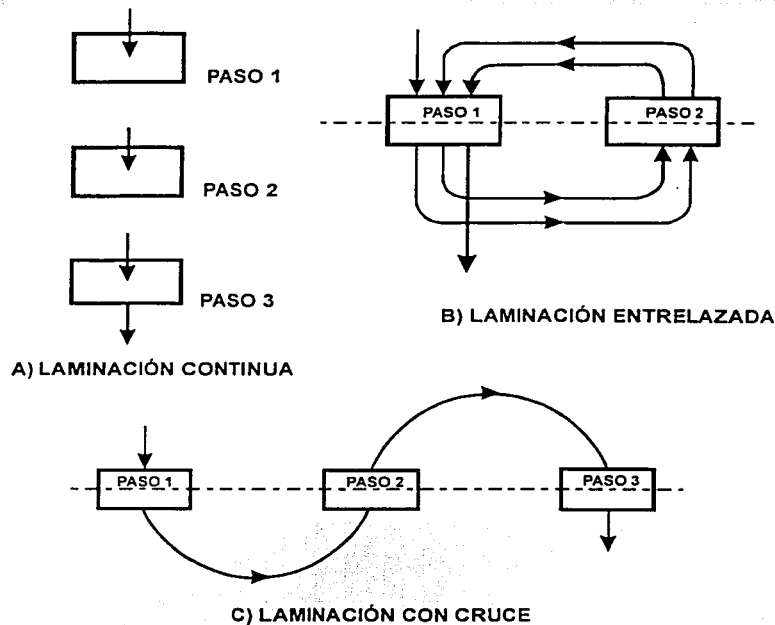 PASO 1
PASO 2
PASO 3
A) LAMINACIÓN CONTINUA
PASO 1
PASO 2
B) LAMINACIÓN ENTRELAZADA
PASO 1
PASO 2
PASO 3
C) LAMINACIÓN CON CRUCE